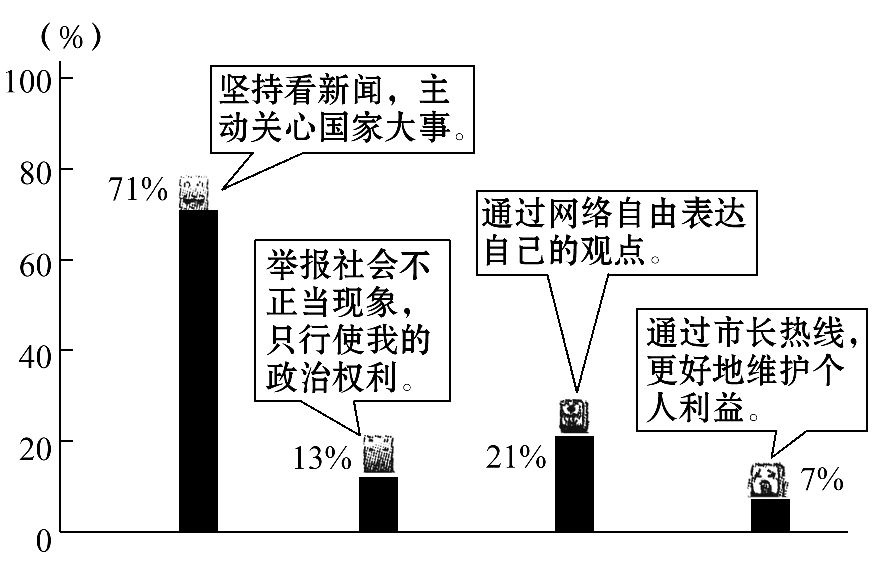 (%)
100
80
60
40
20
0
71%
坚持看新闻，主
动关心国家大事。
13%
举报社会不
正当现象，
只行使我的
政治权利。
21%
通过网络自由表达
自己的观点。
7%
通过市长热线，
更好地维护个
人利益。